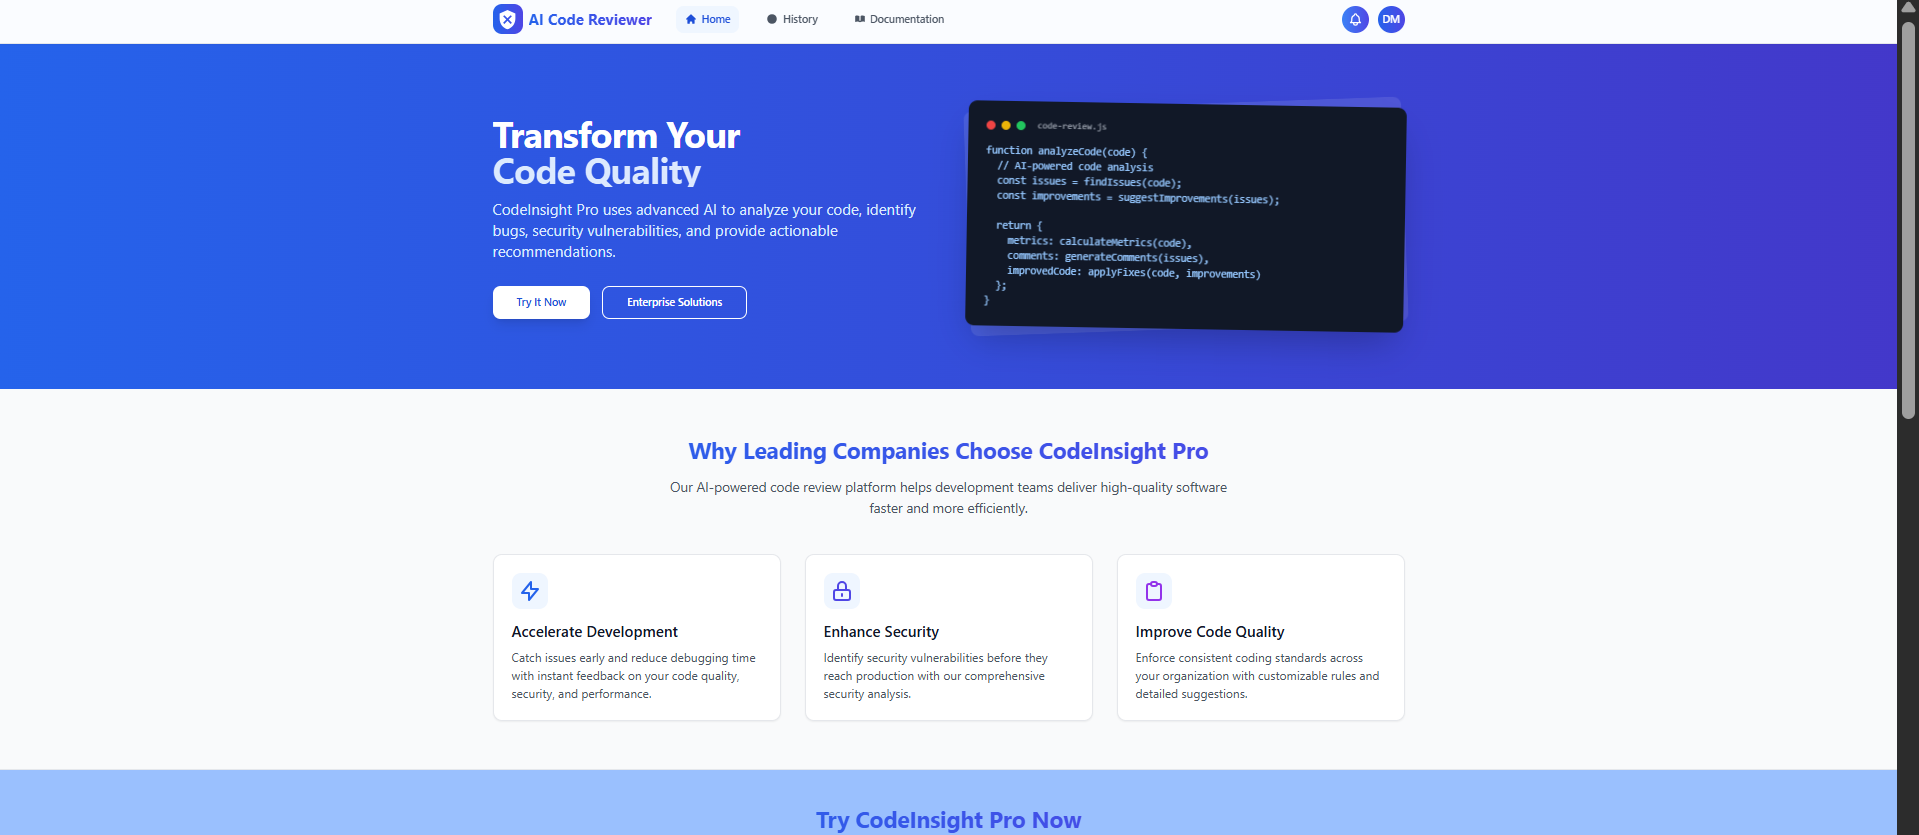 AI Code Reviewer
Home
History
Documentation
DM
Transform Your
Code Quality
CodeInsight Pro uses advanced AI to analyze your code, identify
bugs, security vulnerabilities, and provide actionable
recommendations.
Try It Now
Enterprise Solutions
code-review.js
function analyzeCode(code) {
  // AI-powered code analysis
  const issues = findIssues(code);
  const improvements = suggestImprovements(issues);

  return {
    metrics: calculateMetrics(code),
    comments: generateComments(issues),
    improvedCode: applyFixes(code, improvements)
  };
}
Why Leading Companies Choose CodeInsight Pro
Our AI-powered code review platform helps development teams deliver high-quality software
faster and more efficiently.
Accelerate Development
Catch issues early and reduce debugging time
with instant feedback on your code quality,
security, and performance.
Enhance Security
Identify security vulnerabilities before they
reach production with our comprehensive
security analysis.
Improve Code Quality
Enforce consistent coding standards across
your organization with customizable rules and
detailed suggestions.
Try CodeInsight Pro Now